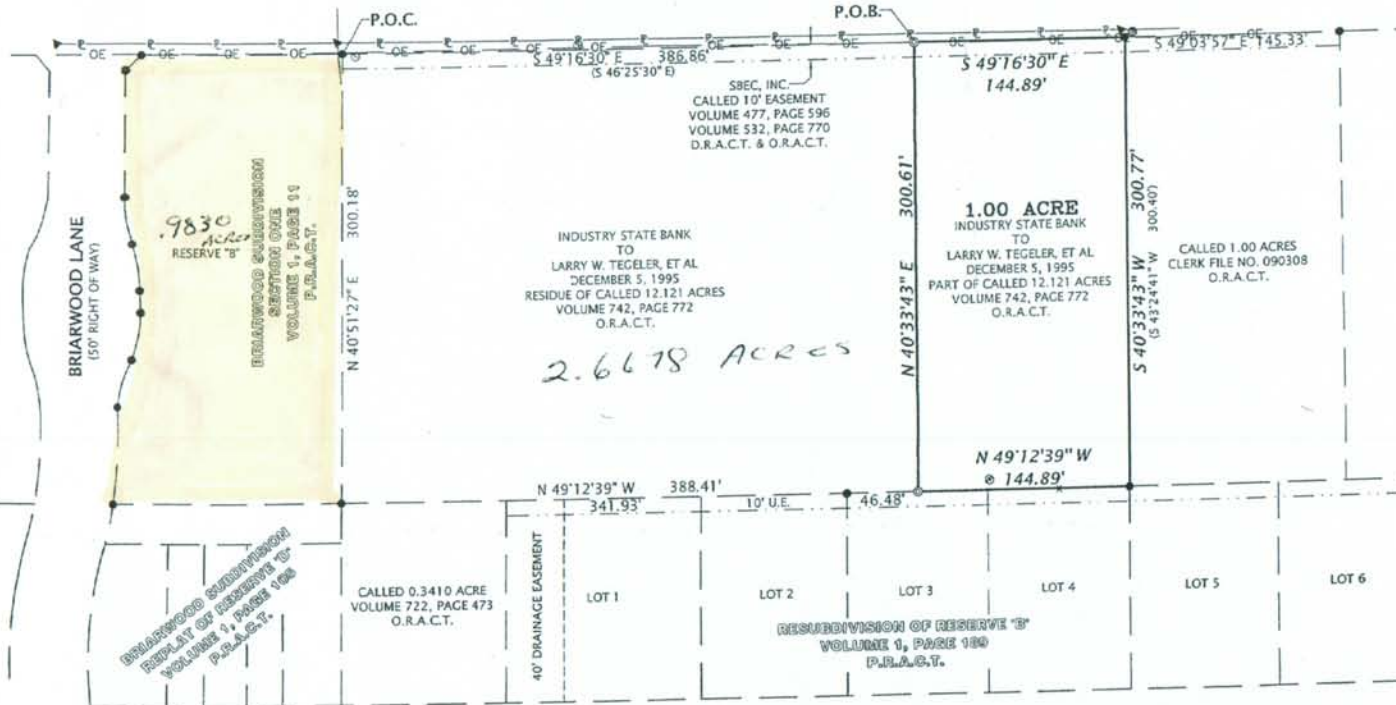 P.O.C.
P.O.B.
S 49°16'30" E 386.86'
(S 46°25'30" E)
S 49°16'30" E
144.89'
S 49°03'57" E 145.33'
SBEC, INC.
CALLED 10' EASEMENT
VOLUME 477, PAGE 596
VOLUME 532, PAGE 770
D.R.A.C.T. & O.R.A.C.T.
BRIARWOOD LANE
(50' RIGHT OF WAY)
.9830
ACRES
RESERVE "B"
BRIARWOOD SUBDIVISION
SECTION ONE
VOLUME 1, PAGE 11
P.R.A.C.T.
N 40°51'27" E 300.18'
INDUSTRY STATE BANK
TO
LARRY W. TEGELER, ET AL
DECEMBER 5, 1995
RESIDUE OF CALLED 12.121 ACRES
VOLUME 742, PAGE 772
O.R.A.C.T.
2.6678 ACRES
N 40°33'43" E 300.61'
1.00 ACRE
INDUSTRY STATE BANK
TO
LARRY W. TEGELER, ET AL
DECEMBER 5, 1995
PART OF CALLED 12.121 ACRES
VOLUME 742, PAGE 772
O.R.A.C.T.
S 40°33'43" W 300.77'
(S 43°24'41" W 300.40')
CALLED 1.00 ACRES
CLERK FILE NO. 090308
O.R.A.C.T.
N 49°12'39" W
144.89'
N 49°12'39" W 388.41'
341.93'
10' U.E.
46.48'
BRIARWOOD SUBDIVISION
REPLAT OF RESERVE "D"
VOLUME 1, PAGE 106
P.R.A.C.T.
CALLED 0.3410 ACRE
VOLUME 722, PAGE 473
O.R.A.C.T.
40' DRAINAGE EASEMENT
LOT 1
LOT 2
LOT 3
LOT 4
LOT 5
LOT 6
RESUBDIVISION OF RESERVE "B"
VOLUME 1, PAGE 189
P.R.A.C.T.